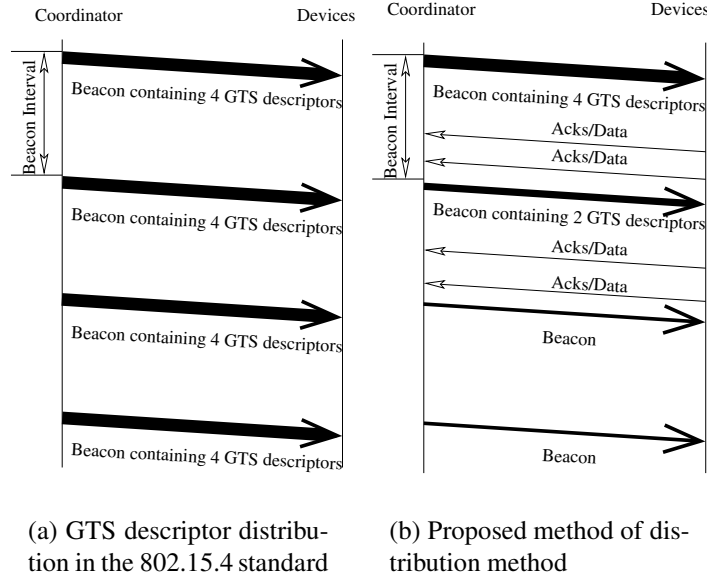 Coordinator
Devices
Beacon Interval
Beacon containing 4 GTS descriptors
Beacon containing 4 GTS descriptors
Beacon containing 4 GTS descriptors
Beacon containing 4 GTS descriptors
(a) GTS descriptor distribu-
tion in the 802.15.4 standard
Coordinator
Devices
Beacon Interval
Beacon containing 4 GTS descriptors
Acks/Data
Acks/Data
Beacon containing 2 GTS descriptors
Acks/Data
Acks/Data
Beacon
Beacon
(b) Proposed method of dis-
tribution method